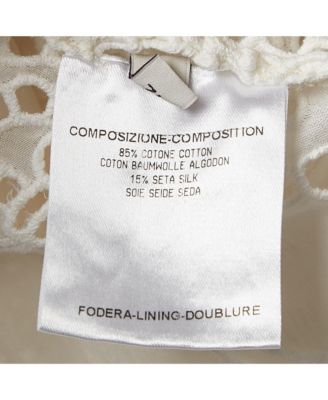 COMPOSIZIONE-COMPOSITION
85% COTONE COTTON
COTON BAUMWOLLE ALGODON
15% SETA SILK
SOIE SEIDE SEDA
FODERA-LINING-DOUBLURE